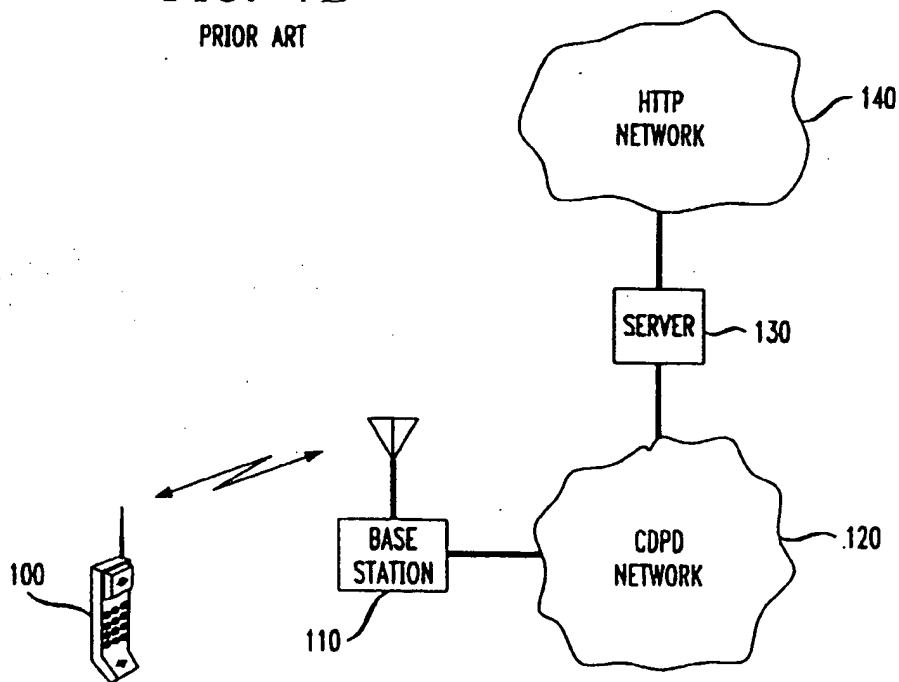 PRIOR ART
HTTP
NETWORK
140
SERVER
130
BASE
STATION
110
CDPD
NETWORK
120
100